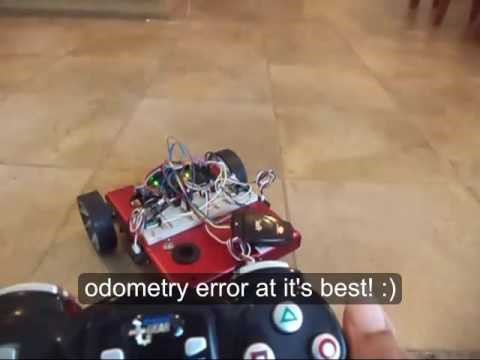 odometry error at it's best! :)